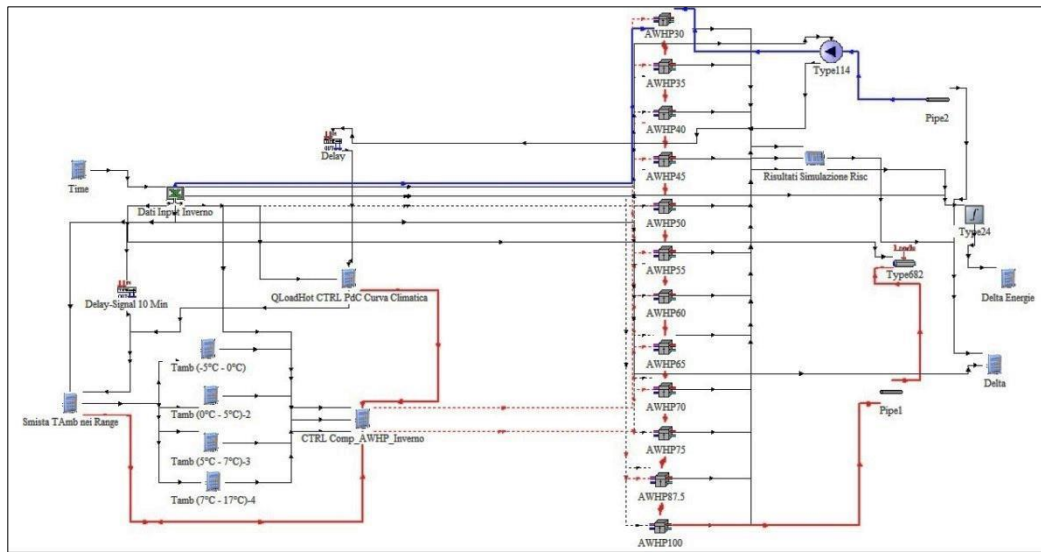 AWHP30
Type114
AWHP35
Pipe2
AWHP40
Delay
AWHP45
Risultati Simulazione Risc
Time
Dati Input Inverno
AWHP50
Type24
Loads
AWHP55
Type682
QLoadHot CTRL PdC Curva Climatica
Delay-Signal 10 Min
Delta Energie
AWHP60
AWHP65
Tamb (-5°C - 0°C)
Delta
AWHP70
Pipe1
Tamb (0°C - 5°C)-2
Smista TAmb nei Range
CTRL Comp_AWHP_Inverno
AWHP75
Tamb (5°C - 7°C)-3
AWHP87.5
Tamb (7°C - 17°C)-4
AWHP100